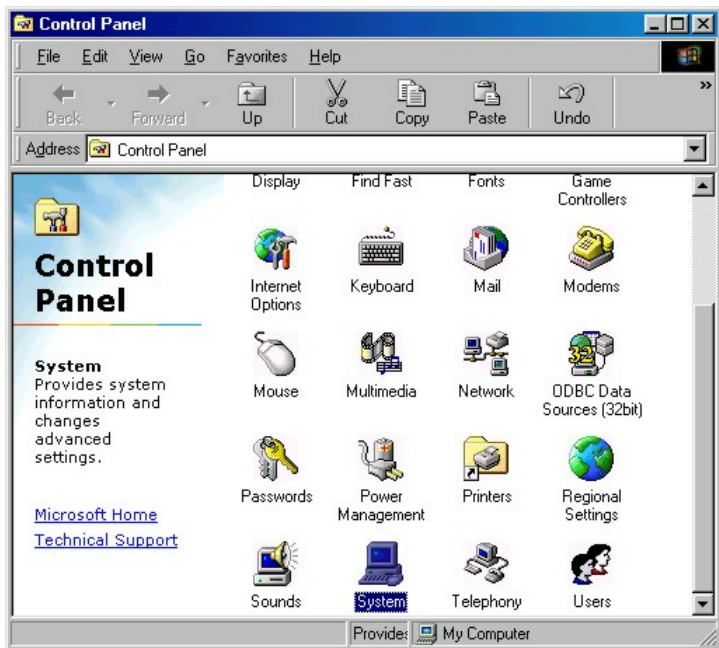 Control Panel
File Edit View Go Favorites Help
Back Forward Up Cut Copy Paste Undo »
Address Control Panel
Display Find Fast Fonts Game
Controllers
Control
Panel
Internet
Options
Keyboard Mail Modems
System
Provides system
information and
changes
advanced
settings.
Mouse Multimedia Network ODBC Data
Sources (32bit)
32
Passwords Power
Management
Printers Regional
Settings
Microsoft Home
Technical Support
Sounds System Telephony Users
Provide: My Computer